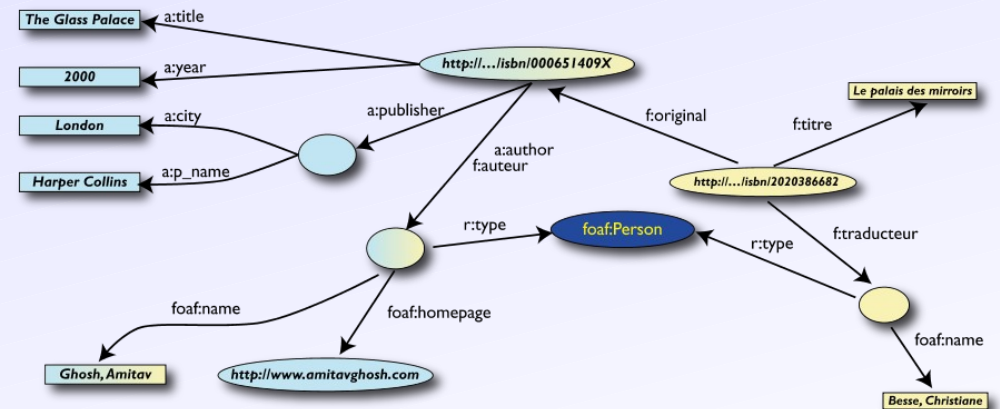 The Glass Palace
a:title
http://.../isbn/000651409X
2000
a:year
Le palais des mirroirs
London
a:city
a:publisher
f:original
f:titre
a:author
f:auteur
Harper Collins
a:p_name
http://.../isbn/2020386682
r:type
foaf:Person
r:type
f:traducteur
foaf:name
foaf:homepage
foaf:name
Ghosh, Amitav
http://www.amitavghosh.com
Besse, Christiane